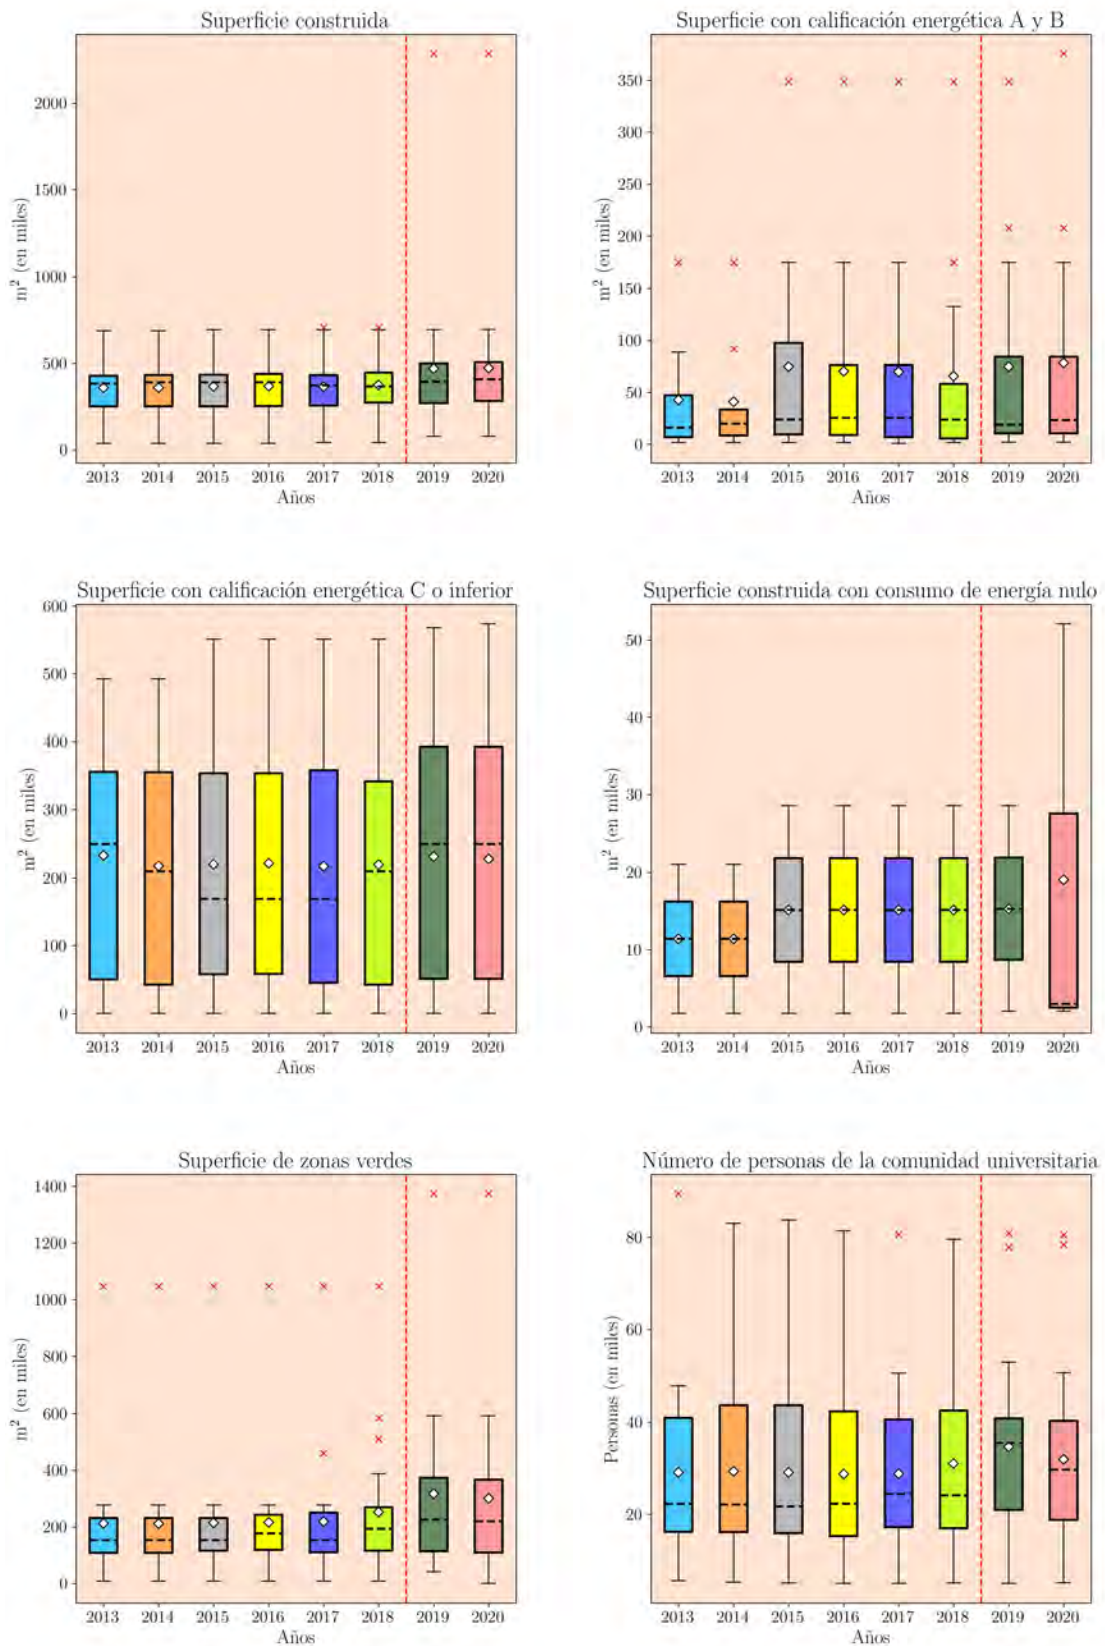 Superficie construida
2000
1500
1000
500
0
m² (en miles)
2013 2014 2015 2016 2017 2018 2019 2020
Años
Superficie con calificación energética A y B
350
300
250
200
150
100
50
0
m² (en miles)
2013 2014 2015 2016 2017 2018 2019 2020
Años
Superficie con calificación energética C o inferior
600
500
400
300
200
100
0
m² (en miles)
2013 2014 2015 2016 2017 2018 2019 2020
Años
Superficie construida con consumo de energía nulo
50
40
30
20
10
0
m² (en miles)
2013 2014 2015 2016 2017 2018 2019 2020
Años
Superficie de zonas verdes
1400
1200
1000
800
600
400
200
0
m² (en miles)
2013 2014 2015 2016 2017 2018 2019 2020
Años
Número de personas de la comunidad universitaria
80
60
40
20
Personas (en miles)
2013 2014 2015 2016 2017 2018 2019 2020
Años